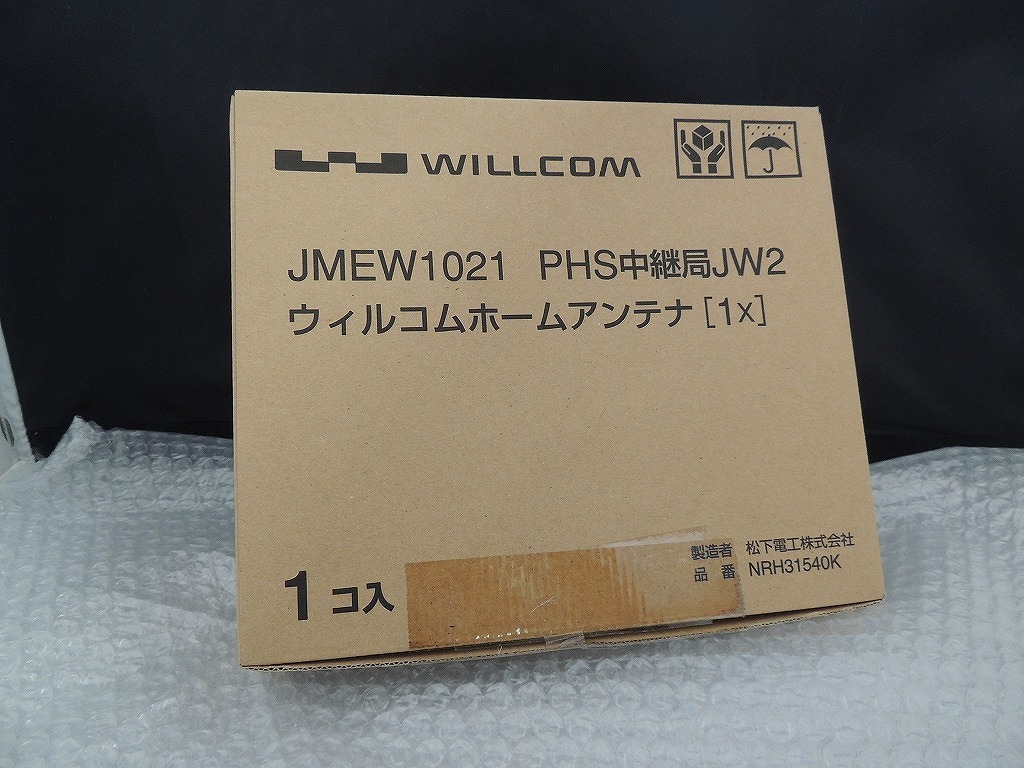 WILLCOM
JMEW1021 PHS中継局JW2
ウィルコムホームアンテナ［1x］
1コ入
製造者 松下電工株式会社
品番 NRH31540K